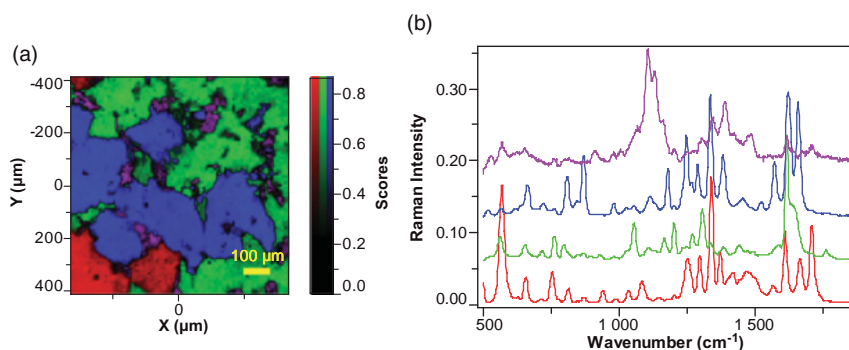 (a)
-400
-200
0
200
400
Y (µm)
0
X (µm)
100 µm
0.8
0.6
0.4
0.2
0.0
Scores
(b)
0.30
0.20
0.10
0.00
Raman Intensity
500
1 000
1 500
Wavenumber (cm-1)